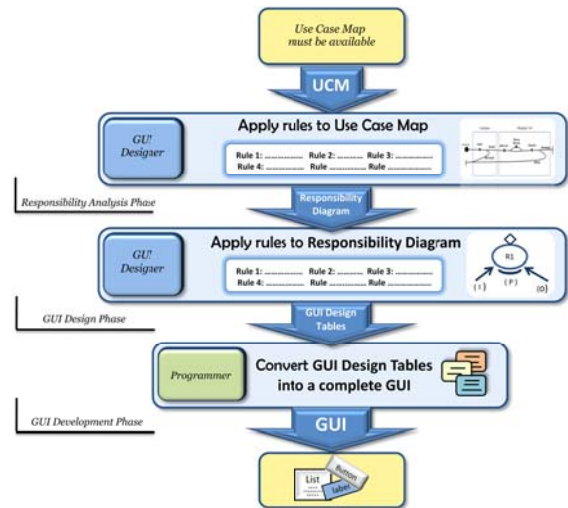 Use Case Map
must be available
UCM
GUI
Designer
Apply rules to Use Case Map
Rule 1: .................. Rule 2: .................. Rule 3: ..................
Rule 4: .................. Rule .................. Rule ..................
Responsibility Analysis Phase
Responsibility
Diagram
GUI
Designer
Apply rules to Responsibility Diagram
Rule 1: .................. Rule 2: .................. Rule 3: ..................
Rule 4: .................. Rule .................. Rule ..................
R1
( I ) ( P ) (O)
GUI Design Phase
GUI Design
Tables
Programmer
Convert GUI Design Tables
into a complete GUI
GUI Development Phase
GUI
List
Button
label